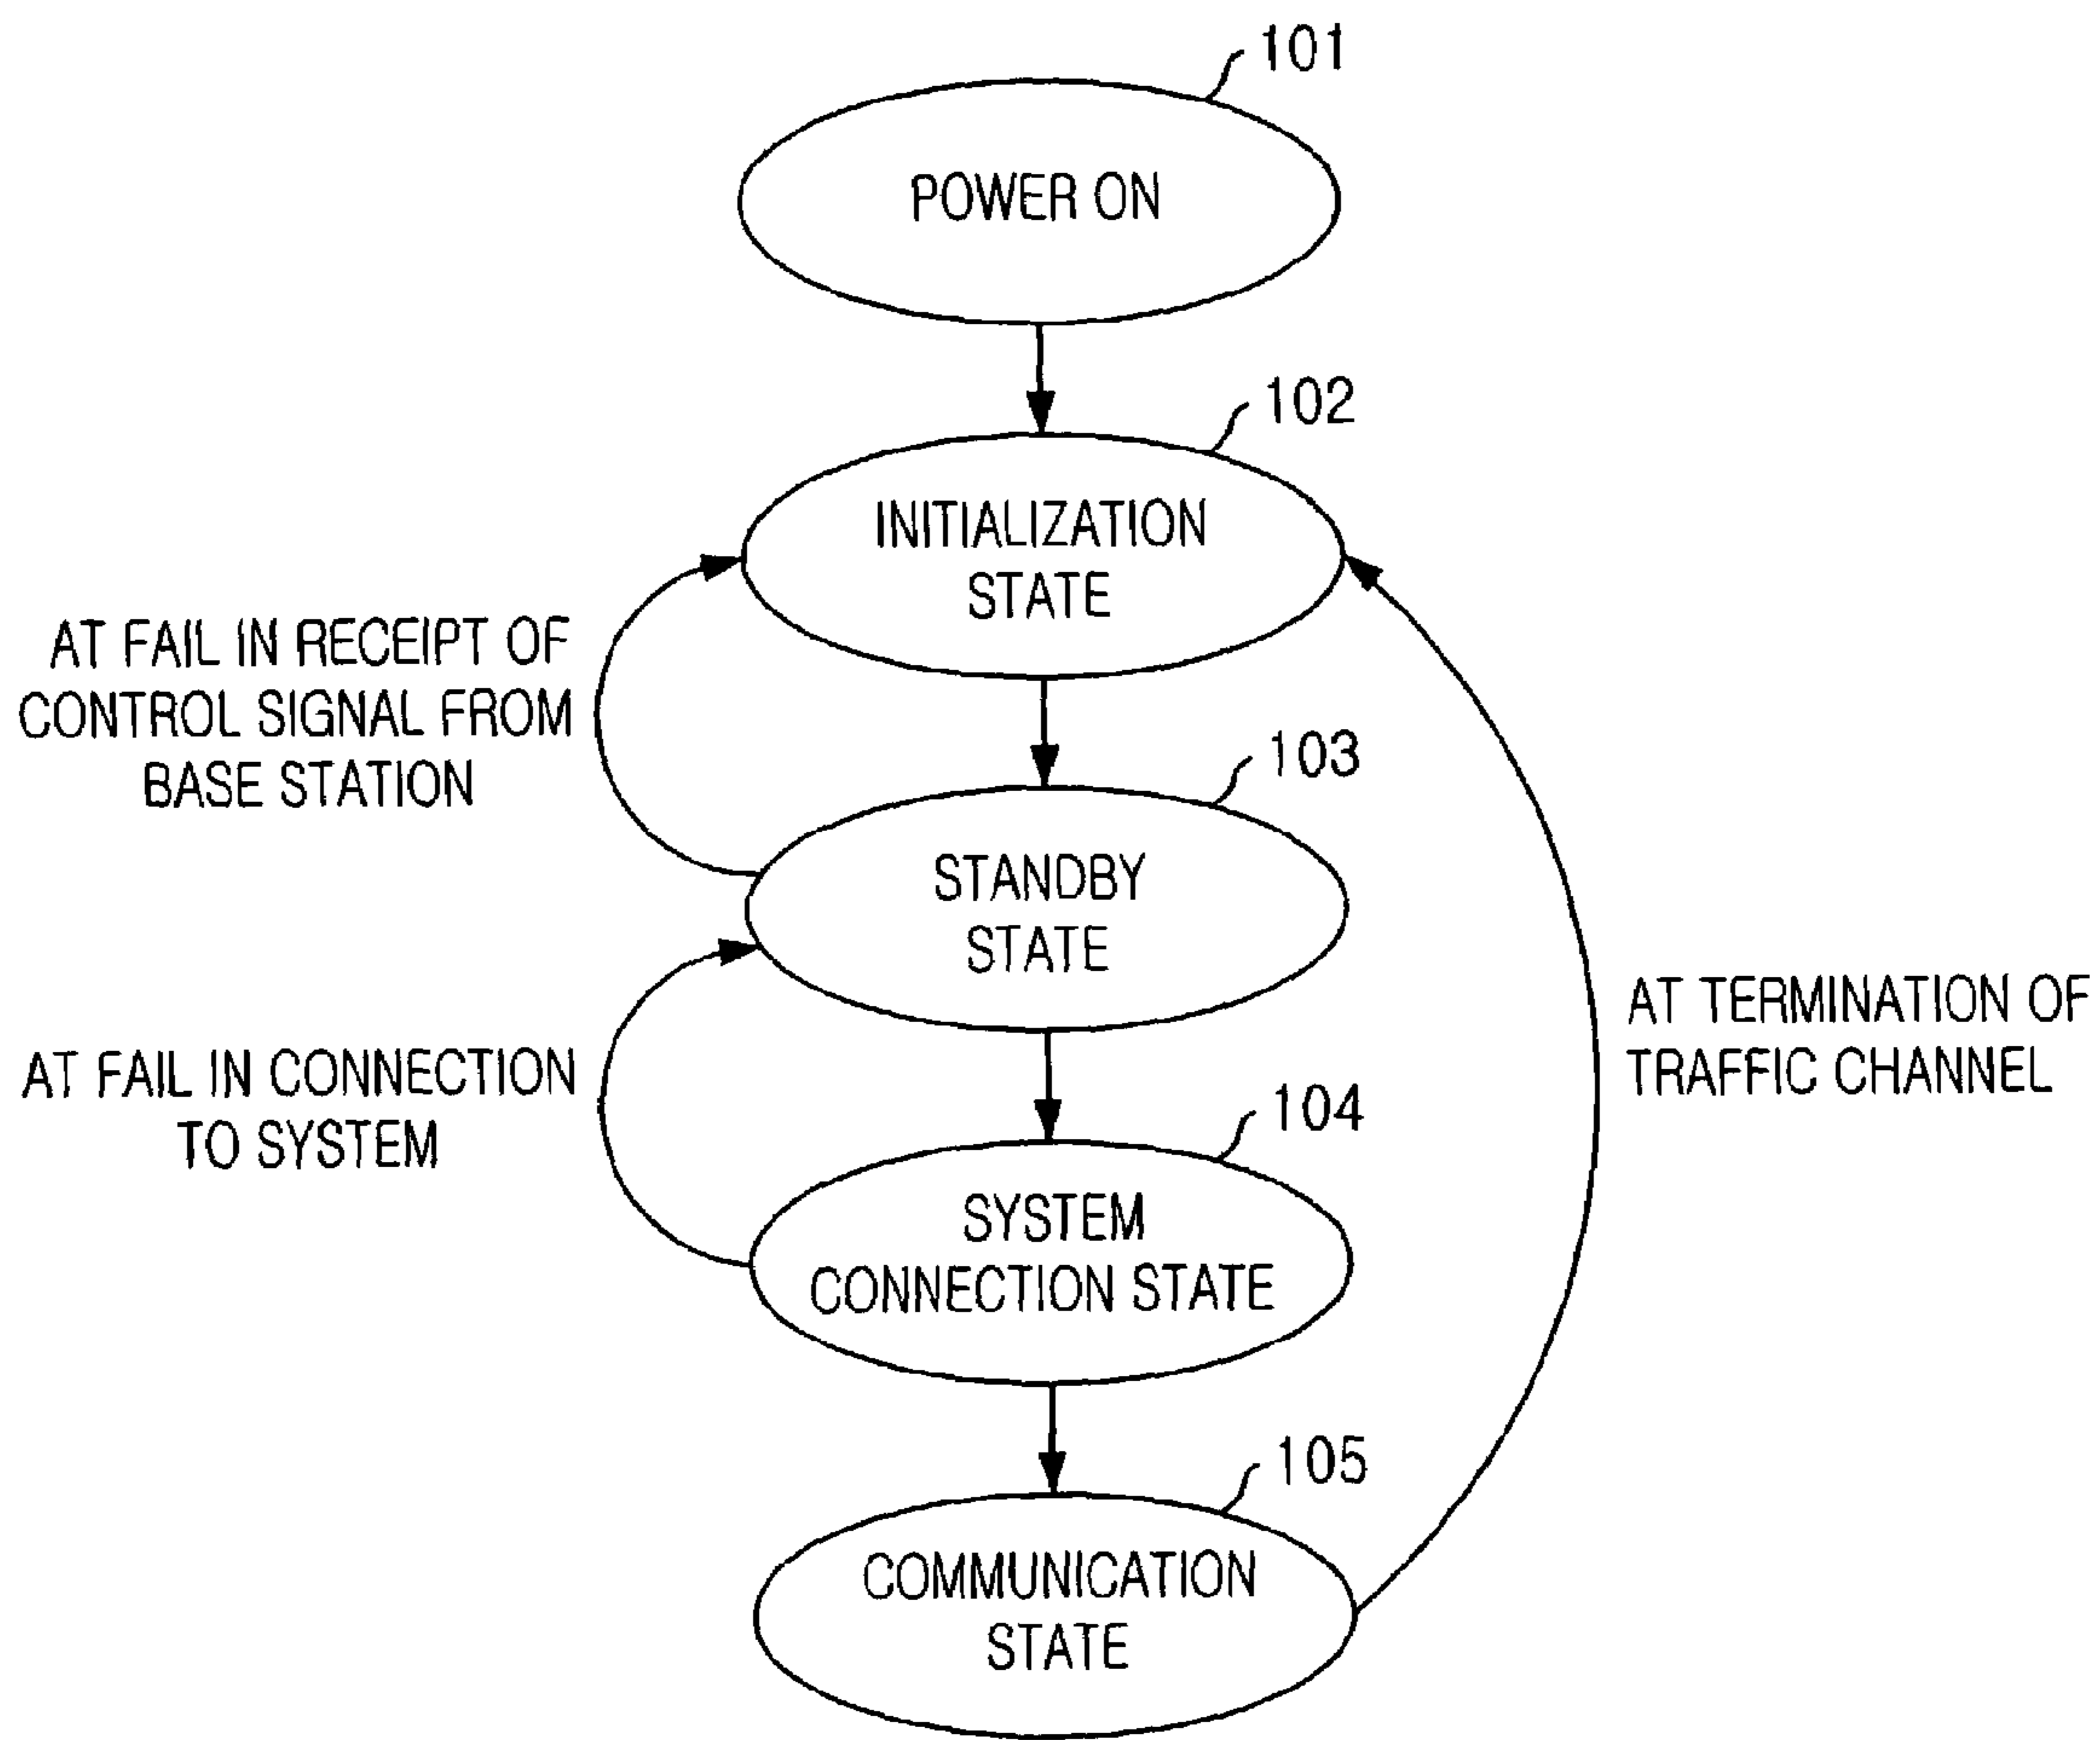 101
POWER ON
102
INITIALIZATION
STATE
AT FAIL IN RECEIPT OF
CONTROL SIGNAL FROM
BASE STATION
103
STANDBY
STATE
AT TERMINATION OF
TRAFFIC CHANNEL
AT FAIL IN CONNECTION
TO SYSTEM
104
SYSTEM
CONNECTION STATE
105
COMMUNICATION
STATE